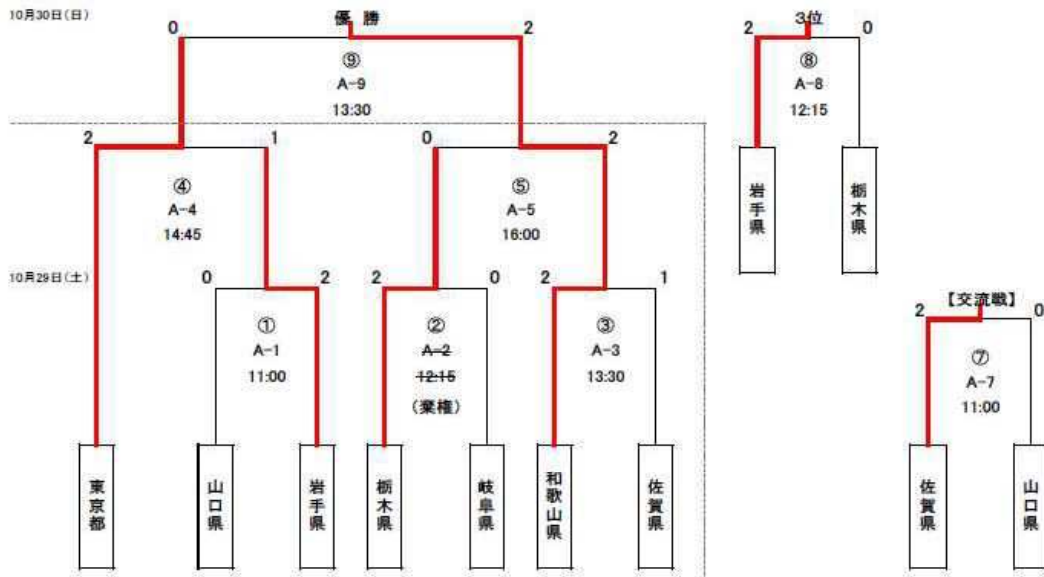 10月30日(日)
0 優 勝 2
⑨
A-9
13:30
2 3位 0
⑧
A-8
12:15
岩手県
栃木県
2 1
④
A-4
14:45
0 2
⑤
A-5
16:00
10月29日(土)
0 2
①
A-1
11:00
2 0
②
A-2
12:15
(棄権)
2 1
③
A-3
13:30
【交流戦】
2 0
⑦
A-7
11:00
東京都
山口県
岩手県
栃木県
岐阜県
和歌山県
佐賀県
佐賀県
山口県